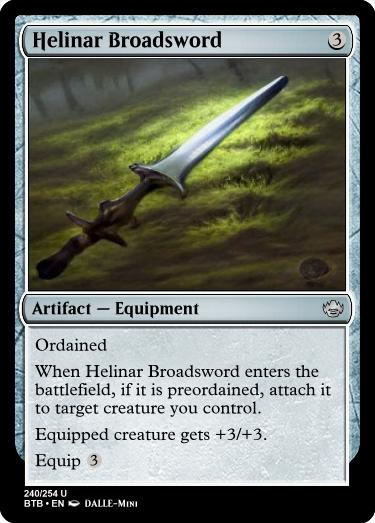 Helinar Broadsword 3
Artifact — Equipment
Ordained
When Helinar Broadsword enters the
battlefield, if it is preordained, attach it
to target creature you control.
Equipped creature gets +3/+3.
Equip 3
240/254 U
BTB • EN DALLE-Mini